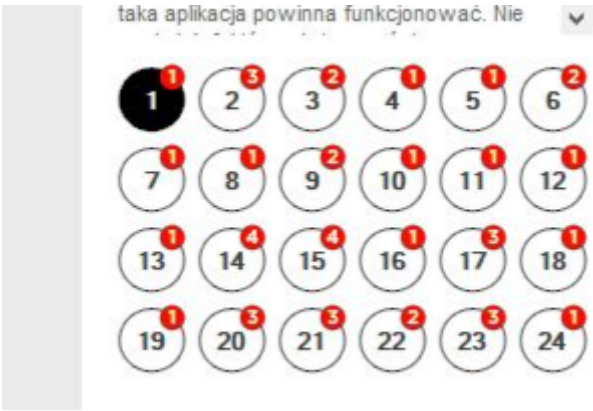 taka aplikacja powinna funkcjonować. Nie
1 1 2 3 3 2 4 1 5 1 6 2
7 1 8 1 9 2 10 1 11 1 12 1
13 1 14 4 15 4 16 1 17 3 18 1
19 1 20 3 21 3 22 2 23 3 24 1